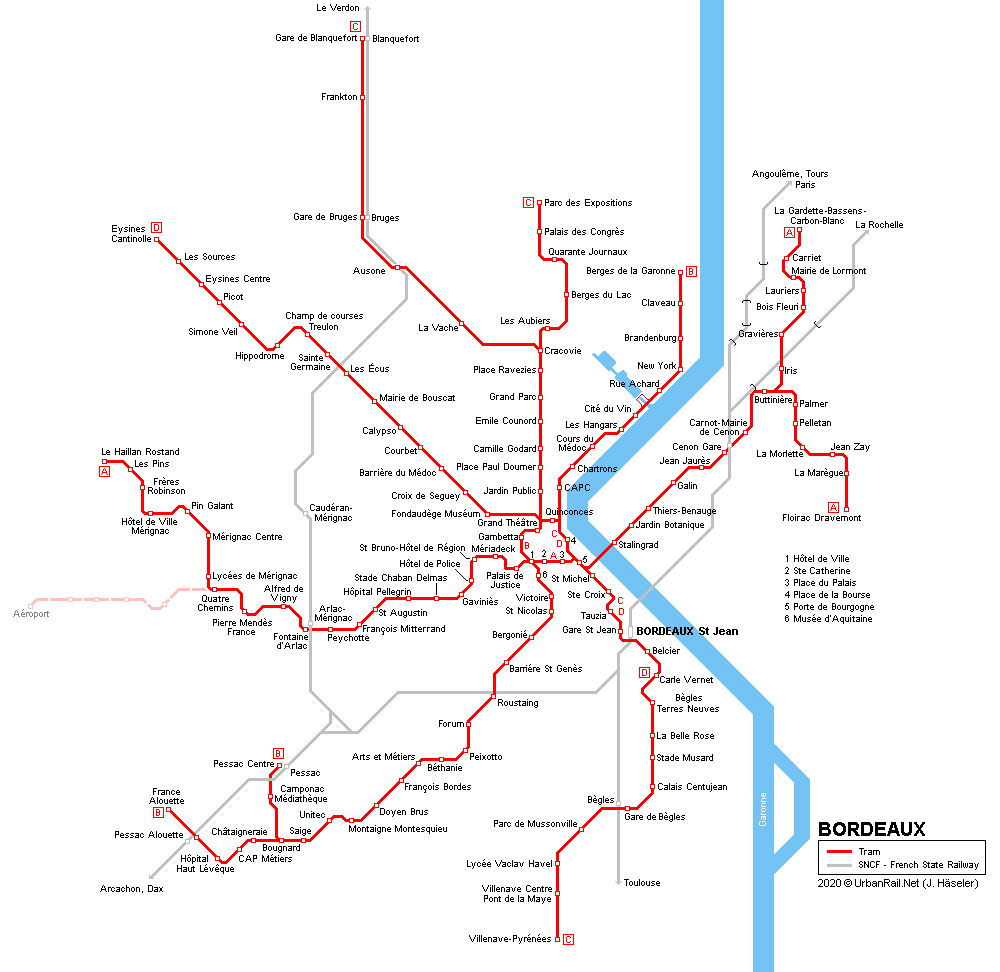 Le Verdon
C
Gare de Blanquefort
Blanquefort
Frankton
Gare de Bruges
Bruges
Ausone
La Vache
Angoulême, Tours
Paris
La Gardette-Bassens-
Carbon-Blanc
A
La Rochelle
Carriet
Mairie de Lormont
Lauriers
Bois Fleuri
Gravières
Iris
Buttinière
Palmer
Pelletan
Jean Zay
La Morlette
La Marègue
A
Floirac Dravemont
C
Parc des Expositions
Palais des Congrès
Quarante Journaux
Berges du Lac
Les Aubiers
Cracovie
Place Ravezies
Grand Parc
Emile Counord
Camille Godard
Place Paul Doumer
Jardin Public
Berges de la Garonne
B
Claveau
Brandenburg
New York
Rue Achard
Cité du Vin
Les Hangars
Cours du
Médoc
Chartrons
CAPC
Quinconces
Carnot-Mairie
de Cenon
Cenon Gare
Jean Jaurès
Galin
Thiers-Benauge
Jardin Botanique
Stalingrad
Eysines
Cantinolle
D
Les Sources
Eysines Centre
Picot
Simone Veil
Hippodrome
Champ de courses
Treulon
Sainte
Germaine
Les Écus
Mairie de Bouscat
Calypso
Courbet
Barrière du Médoc
Croix de Seguey
Fondaudège Muséum
Grand Théâtre
Gambetta
B
C
D
A
1
2
3
4
5
6
Le Haillan Rostand
A
Les Pins
Frères
Robinson
Hôtel de Ville
Mérignac
Pin Galant
Mérignac Centre
Lycées de Mérignac
Quatre
Chemins
Aéroport
Pierre Mendès
France
Alfred de
Vigny
Fontaine
d'Arlac
Arlac-
Mérignac
Peychotte
Caudéran-
Mérignac
François Mitterrand
St Augustin
Hôpital Pellegrin
Stade Chaban Delmas
Gaviniès
Hôtel de Police
St Bruno-Hôtel de Région
Mériadeck
Palais de
Justice
Victoire
St Nicolas
Bergonié
Barriére St Genès
Roustaing
Forum
Peixotto
Béthanie
Arts et Métiers
François Bordes
Doyen Brus
Montaigne Montesquieu
Unitec
Saige
Bougnard
Camponac
Médiathèque
B
Pessac Centre
Pessac
Châtaigneraie
CAP Métiers
Hôpital
Haut Lévêque
Pessac Alouette
France
Alouette
B
Arcachon, Dax
St Michel
Ste Croix
C
D
Tauzia
Gare St Jean
BORDEAUX St Jean
Belcier
D
Carle Vernet
Bègles
Terres Neuves
La Belle Rose
Stade Musard
Calais Centujean
Bègles
Gare de Bègles
Parc de Mussonville
Lycée Vaclav Havel
Villenave Centre
Pont de la Maye
Villenave-Pyrénées
C
Toulouse
1 Hôtel de Ville
2 Ste Catherine
3 Place du Palais
4 Place de la Bourse
5 Porte de Bourgogne
6 Musée d'Aquitaine
Garonne
BORDEAUX
Tram
SNCF - French State Railway
2020 © UrbanRail.Net (J. Häseler)